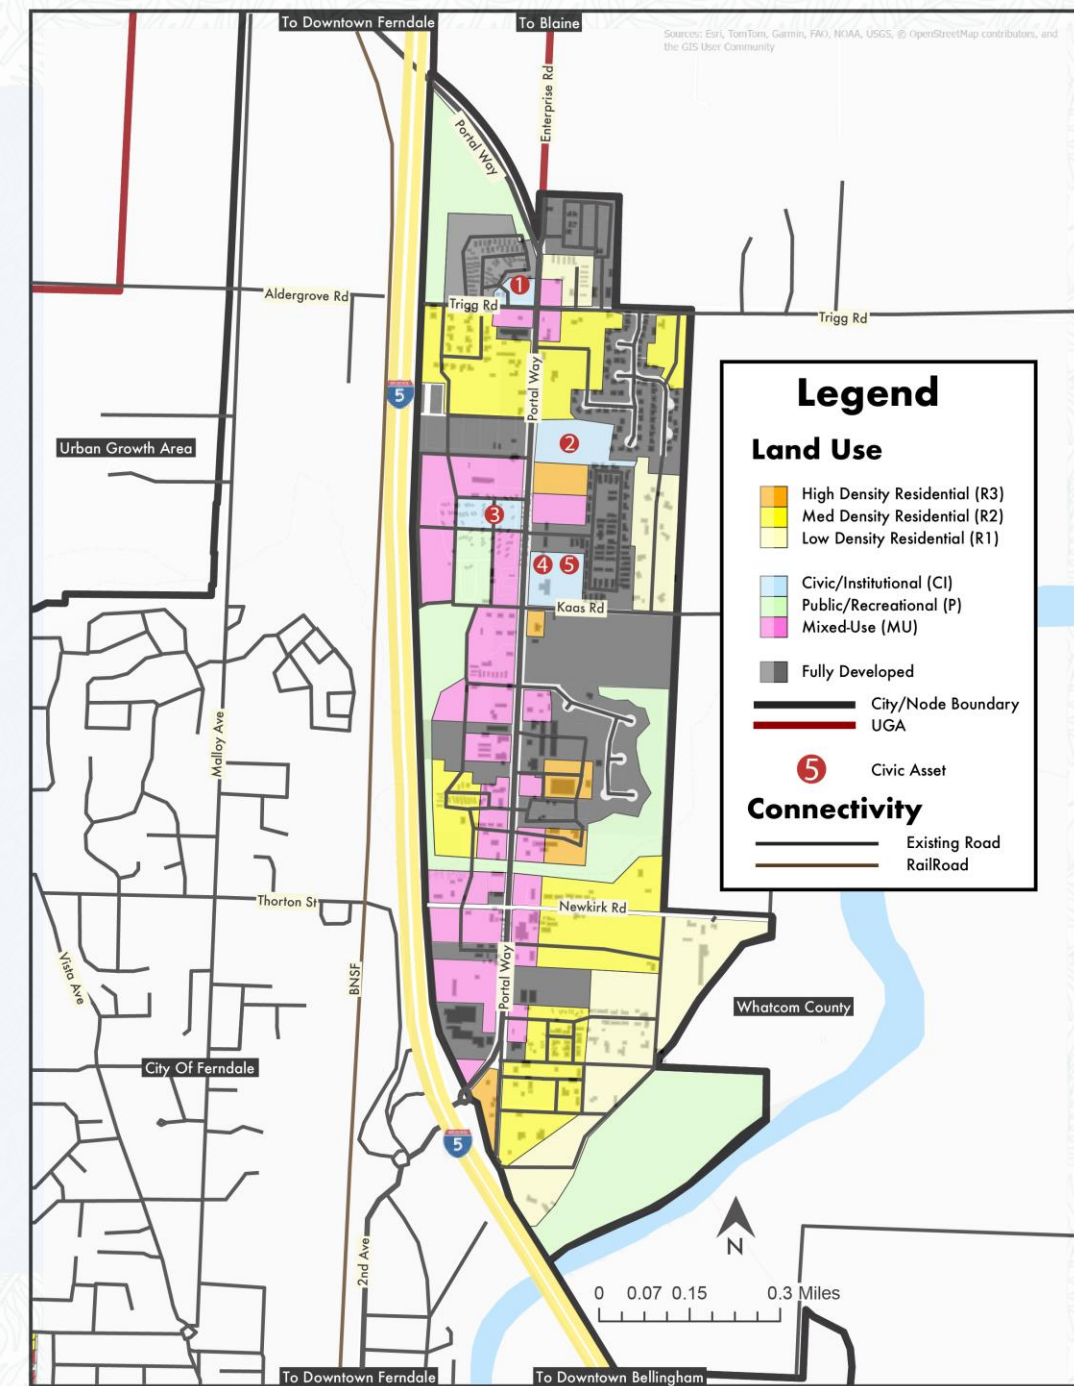 To Downtown Ferndale
To Blaine
Sources: Esri, TomTom, Garmin, FAO, NOAA, USGS, © OpenStreetMap contributors, and
the GIS User Community
Enterprise Rd
Portal Way
1
Aldergrove Rd
Trigg Rd
Trigg Rd
Portal Way
5
Urban Growth Area
2
3
4
5
Kaas Rd
Legend
Land Use
High Density Residential (R3)
Med Density Residential (R2)
Low Density Residential (R1)
Civic/Institutional (CI)
Public/Recreational (P)
Mixed-Use (MU)
Fully Developed
City/Node Boundary
UGA
5
Civic Asset
Connectivity
Existing Road
RailRoad
Malloy Ave
Thorton St
Newkirk Rd
Vista Ave
BNSF
Portal Way
Whatcom County
City Of Ferndale
5
2nd Ave
N
0
0.07
0.15
0.3 Miles
To Downtown Ferndale
To Downtown Bellingham